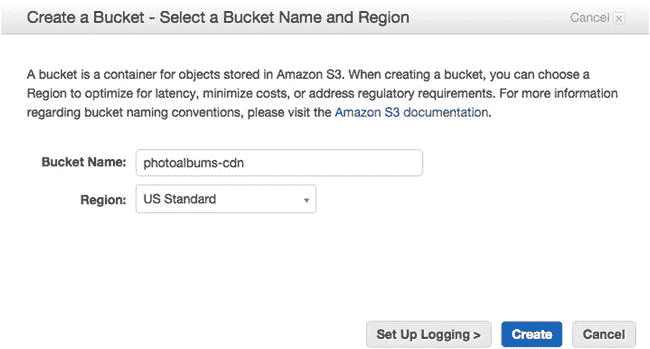 Create a Bucket - Select a Bucket Name and Region Cancel x
A bucket is a container for objects stored in Amazon S3. When creating a bucket, you can choose a
Region to optimize for latency, minimize costs, or address regulatory requirements. For more information
regarding bucket naming conventions, please visit the Amazon S3 documentation.
Bucket Name: photoalbums-cdn
Region: US Standard
Set Up Logging > Create Cancel